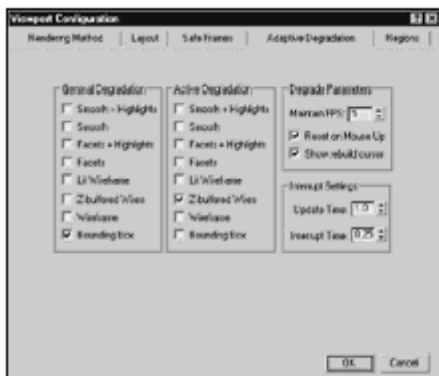 Viewport Configuration
Rendering Method
Layout
Safe Frames
Adaptive Degradation
Regions
General Degradation
Smooth + Highlights
Smooth
Facets + Highlights
Facets
Lit Wireframe
Z-buffered Wires
Wireframe
Bounding Box
Active Degradation
Smooth + Highlights
Smooth
Facets + Highlights
Facets
Lit Wireframe
Z-buffered Wires
Wireframe
Bounding Box
Degrade Parameters
Maintain FPS: 5
Reset on Mouse Up
Show rebuild cursor
Interrupt Settings
Update Time: 1.0
Interrupt Time: 0.25
OK
Cancel